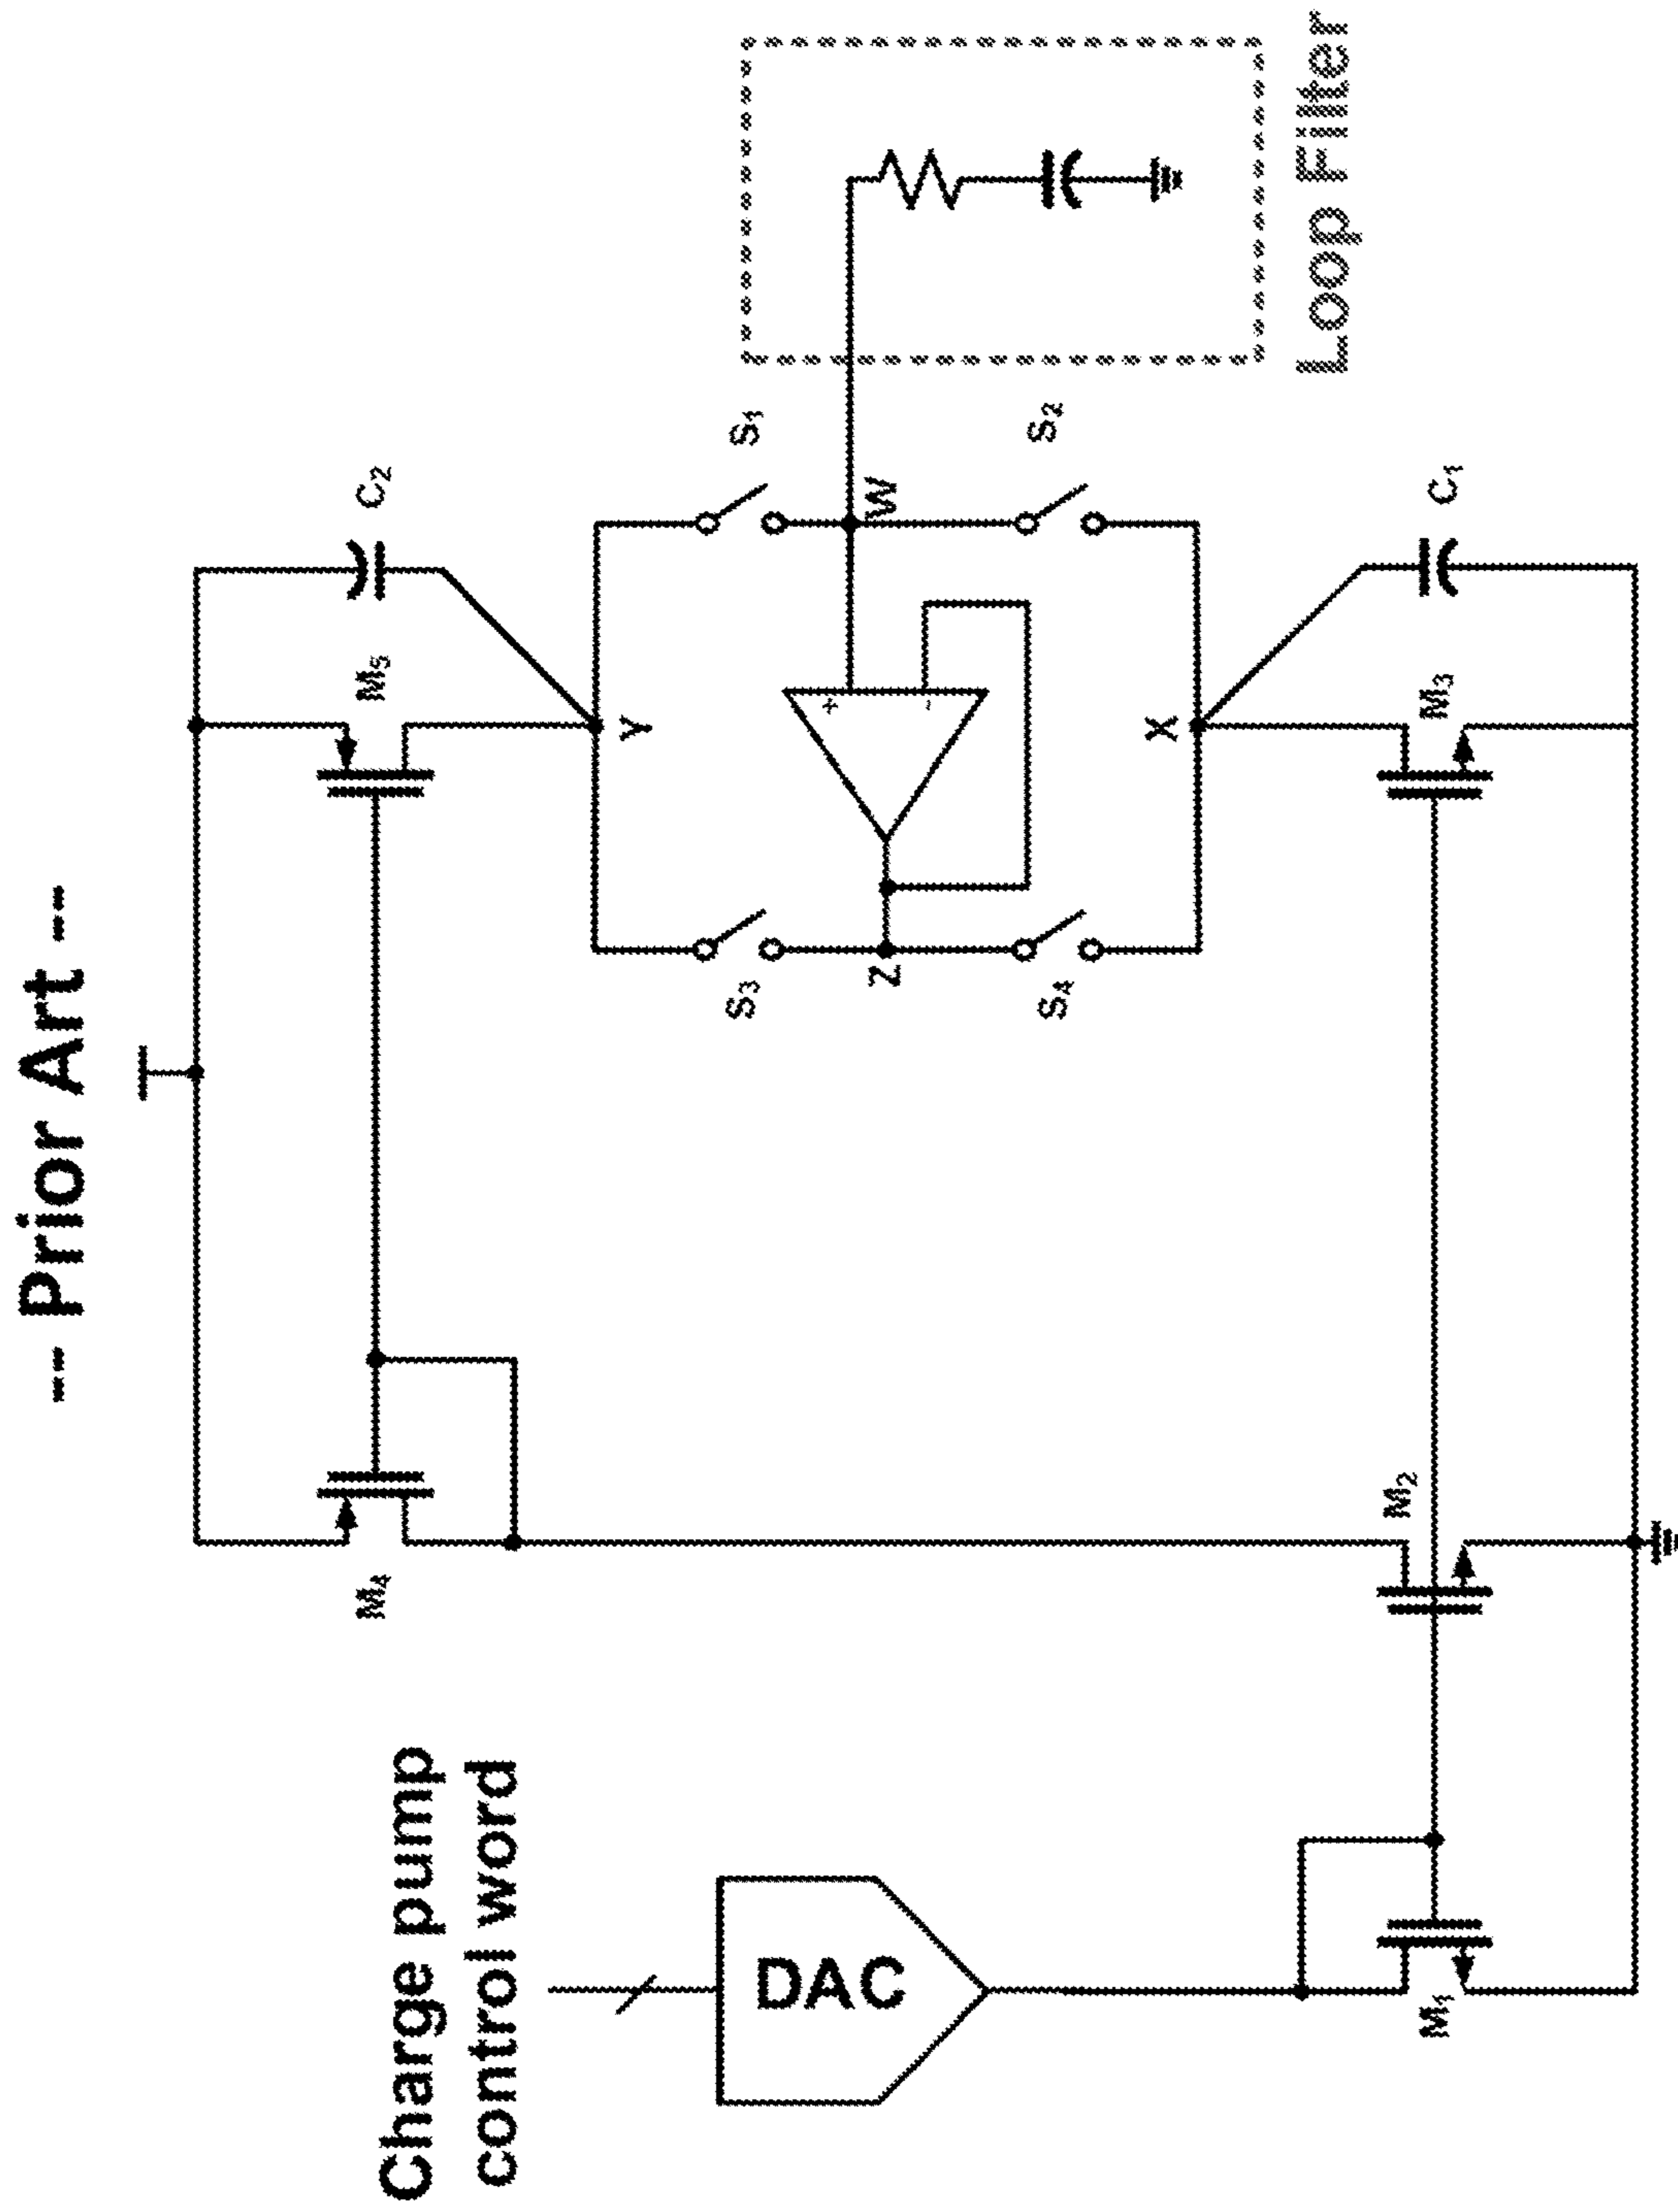 -- Prior Art --
Charge pump
control word
DAC
M₁
M₂
M₄
M₅
M₃
C₂
C₁
S₁
S₂
S₃
S₄
Y
W
Z
X
+
-
Loop Filter